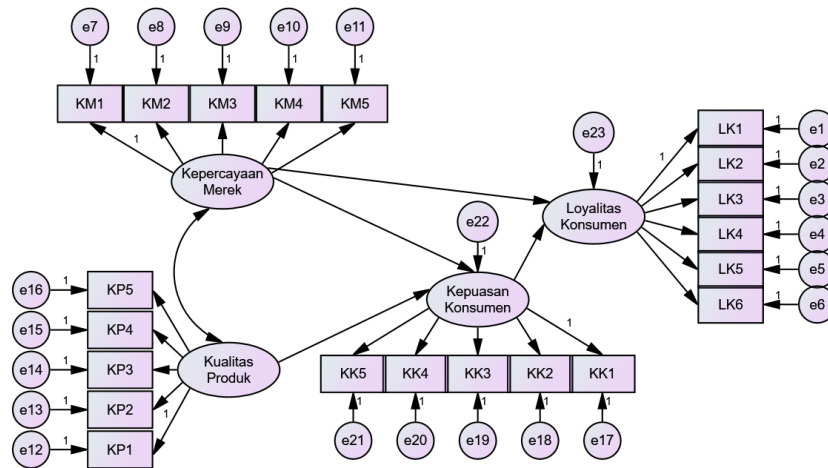 e7 e8 e9 e10 e11
1 1 1 1 1
KM1 KM2 KM3 KM4 KM5
1
Kepercayaan
Merek
e23
1
Loyalitas
Konsumen
1
LK1 1 e1
LK2 1 e2
LK3 1 e3
LK4 1 e4
LK5 1 e5
LK6 1 e6
e22
1
Kepuasan
Konsumen
1
e16 1 KP5
e15 1 KP4
e14 1 KP3
e13 1 KP2
e12 1 KP1
1
Kualitas
Produk
KK5 KK4 KK3 KK2 KK1
1 1 1 1 1
e21 e20 e19 e18 e17